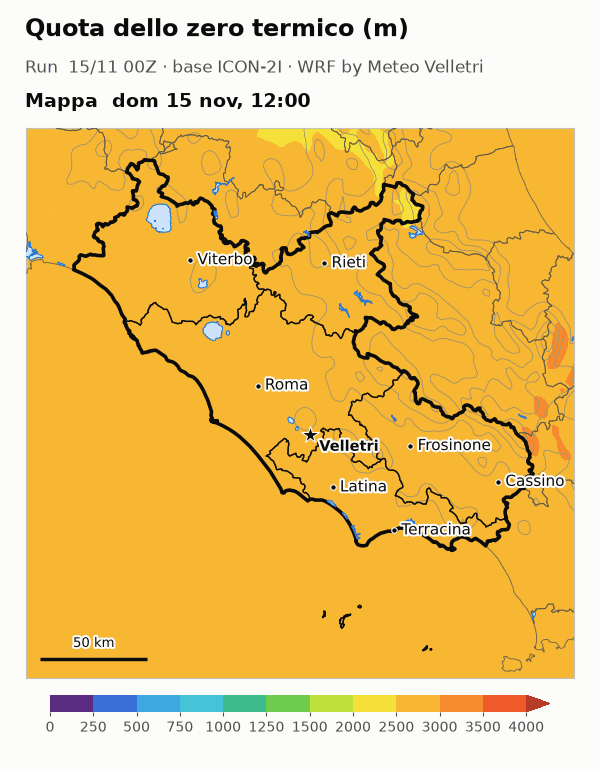 Quota dello zero termico (m)
Run  15/11 00Z · base ICON-2I · WRF by Meteo Velletri
Mappa  dom 15 nov, 12:00
Viterbo
Rieti
Roma
Velletri
Frosinone
Cassino
Latina
Terracina
50 km
0 250 500 750 1000 1250 1500 2000 2500 3000 3500 4000